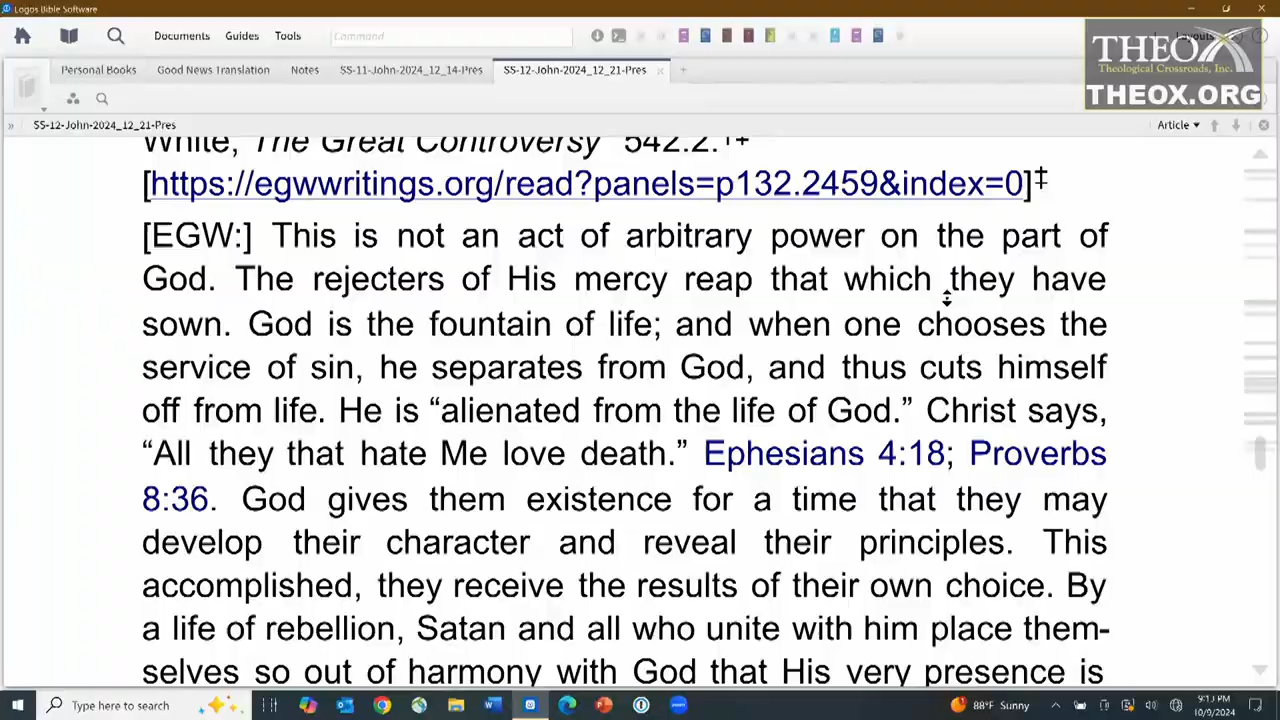 Logos Bible Software
Documents Guides Tools Command
THEOX
Theological Crossroads, Inc.
THEOX.ORG
Personal Books Good News Translation Notes SS-11-John-2024_12_1 SS-12-John-2024_12_21-Pres
SS-12-John-2024_12_21-Pres Article
White, The Great Controversy 542.2.†‡
[https://egwwritings.org/read?panels=p132.2459&index=0]‡
[EGW:] This is not an act of arbitrary power on the part of
God. The rejecters of His mercy reap that which they have
sown. God is the fountain of life; and when one chooses the
service of sin, he separates from God, and thus cuts himself
off from life. He is “alienated from the life of God.” Christ says,
“All they that hate Me love death.” Ephesians 4:18; Proverbs
8:36. God gives them existence for a time that they may
develop their character and reveal their principles. This
accomplished, they receive the results of their own choice. By
a life of rebellion, Satan and all who unite with him place them-
selves so out of harmony with God that His very presence is
Type here to search
88°F Sunny
9:13 PM
10/9/2024